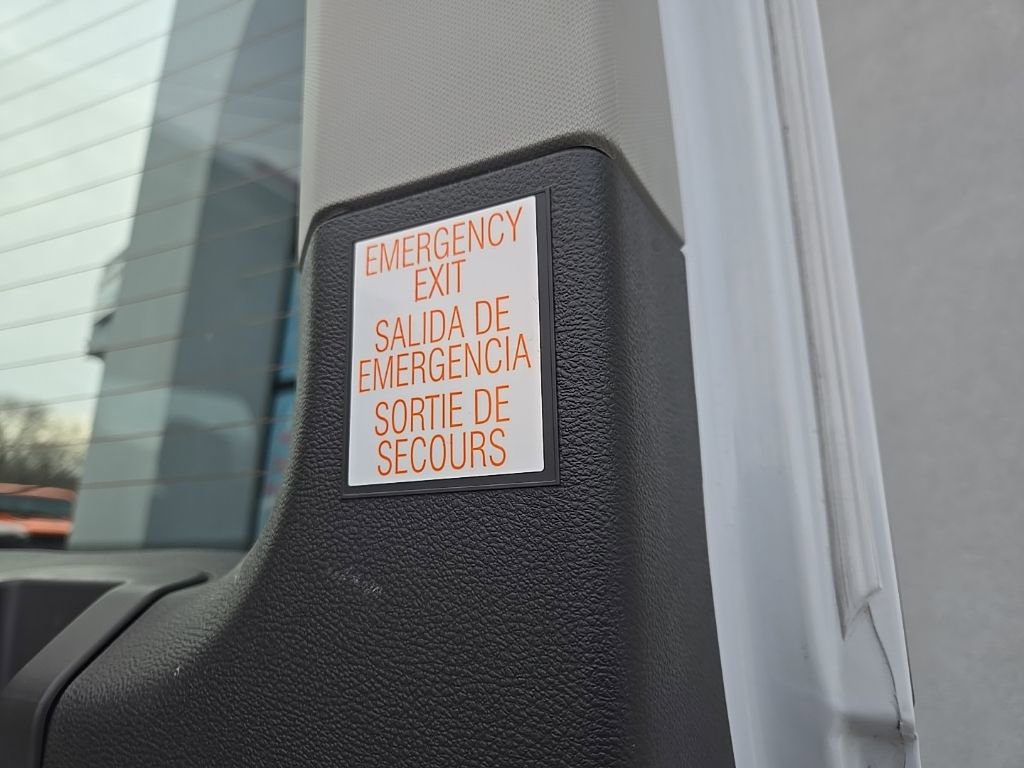 EMERGENCY
EXIT
SALIDA DE
EMERGENCIA
SORTIE DE
SECOURS